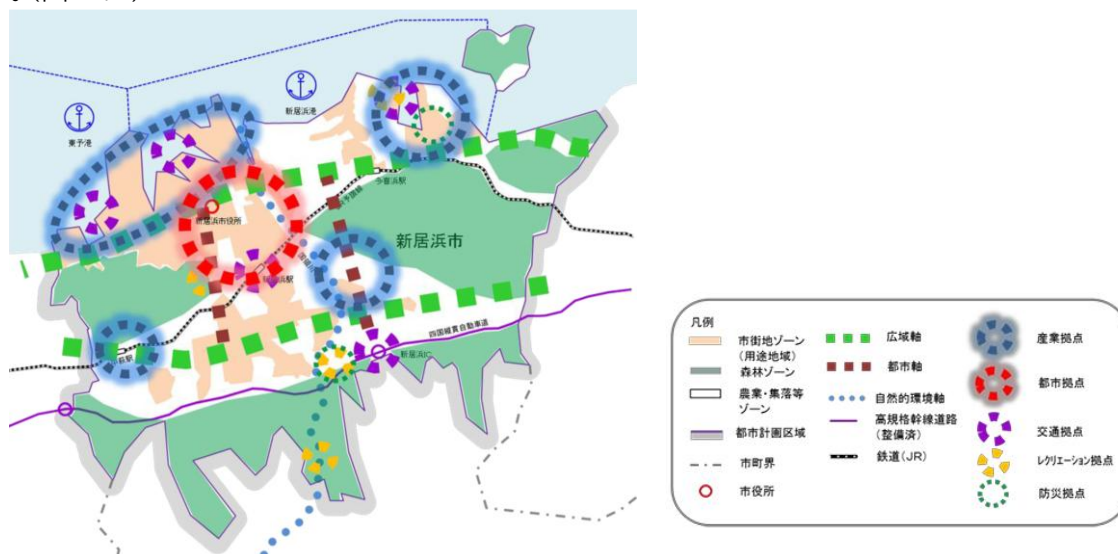 新居浜港
東予港
多喜浜駅
新居浜市役所
新居浜市
四国縦貫自動車道
新居浜IC
凡例
市街地ゾーン
(用途地域)
森林ゾーン
農業・集落等
ゾーン
都市計画区域
市町界
市役所
広域軸
都市軸
自然的環境軸
高規格幹線道路
(整備済)
鉄道(JR)
産業拠点
都市拠点
交通拠点
レクリエーション拠点
防災拠点